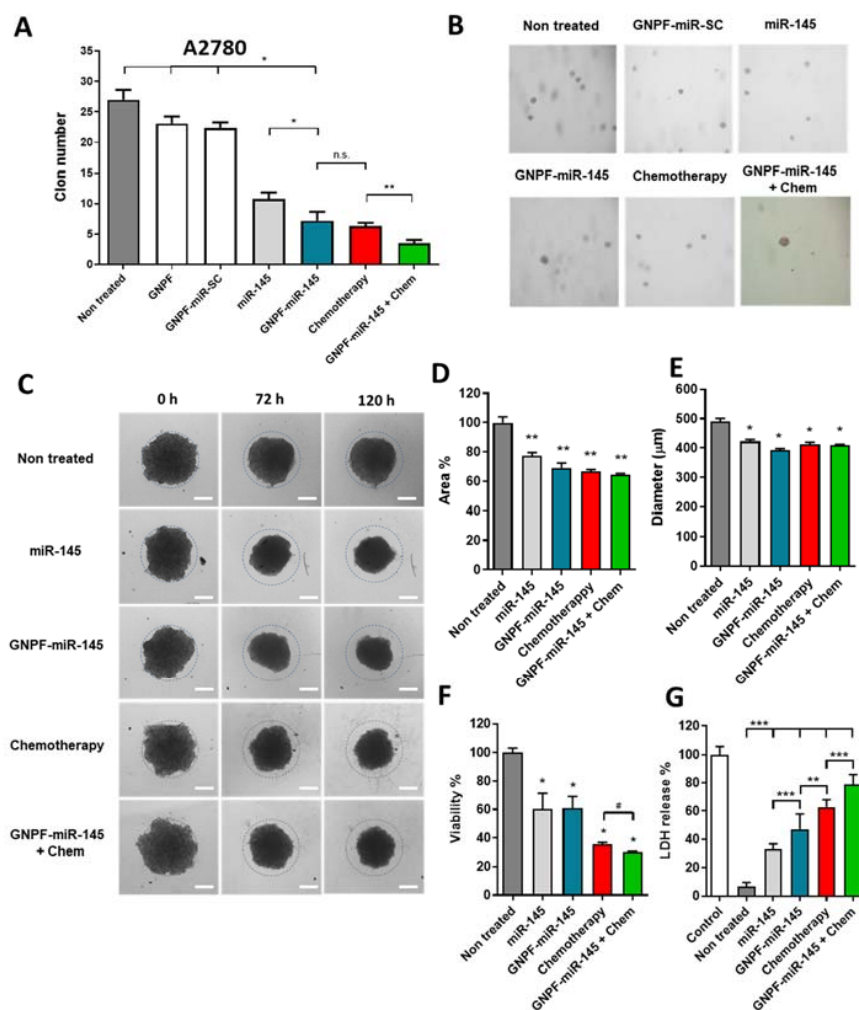 A
A2780
Clon number
35
30
25
20
15
10
5
0
*
*
n.s.
**
Non treated
GNPF
GNPF-miR-SC
miR-145
GNPF-miR-145
Chemotherapy
GNPF-miR-145 + Chem
B
Non treated
GNPF-miR-SC
miR-145
GNPF-miR-145
Chemotherapy
GNPF-miR-145
+ Chem
C
0 h
72 h
120 h
Non treated
miR-145
GNPF-miR-145
Chemotherapy
GNPF-miR-145
+ Chem
D
Area %
120
100
80
60
40
20
0
**
**
**
**
Non treated
miR-145
GNPF-miR-145
Chemotherappy
GNPF-miR-145 + Chem
E
Diameter (µm)
600
500
400
300
200
100
0
*
*
*
*
Non treated
miR-145
GNPF-miR-145
Chemotherapy
GNPF-miR-145 + Chem
F
Viability %
120
100
80
60
40
20
0
*
*
*
#
*
Non treated
miR-145
GNPF-miR-145
Chemotherapy
GNPF-miR-145 + Chem
G
LDH release %
120
100
80
60
40
20
0
***
***
**
***
Control
Non treated
miR-145
GNPF-miR-145
Chemotherapy
GNPF-miR-145 + Chem